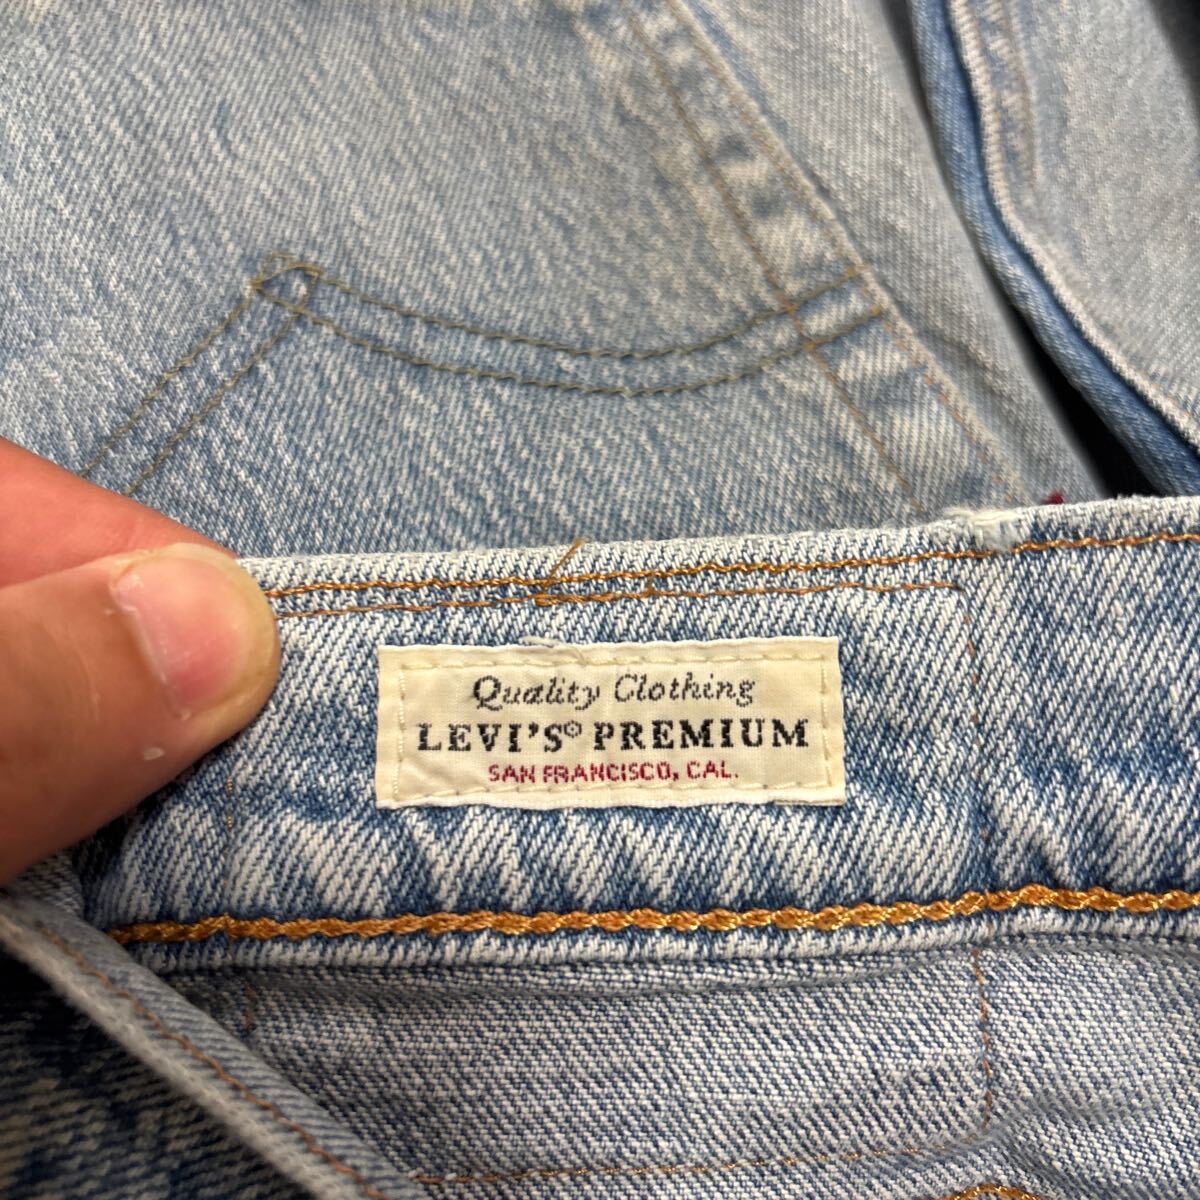 Quality Clothing
LEVI'S® PREMIUM
SAN FRANCISCO, CAL.